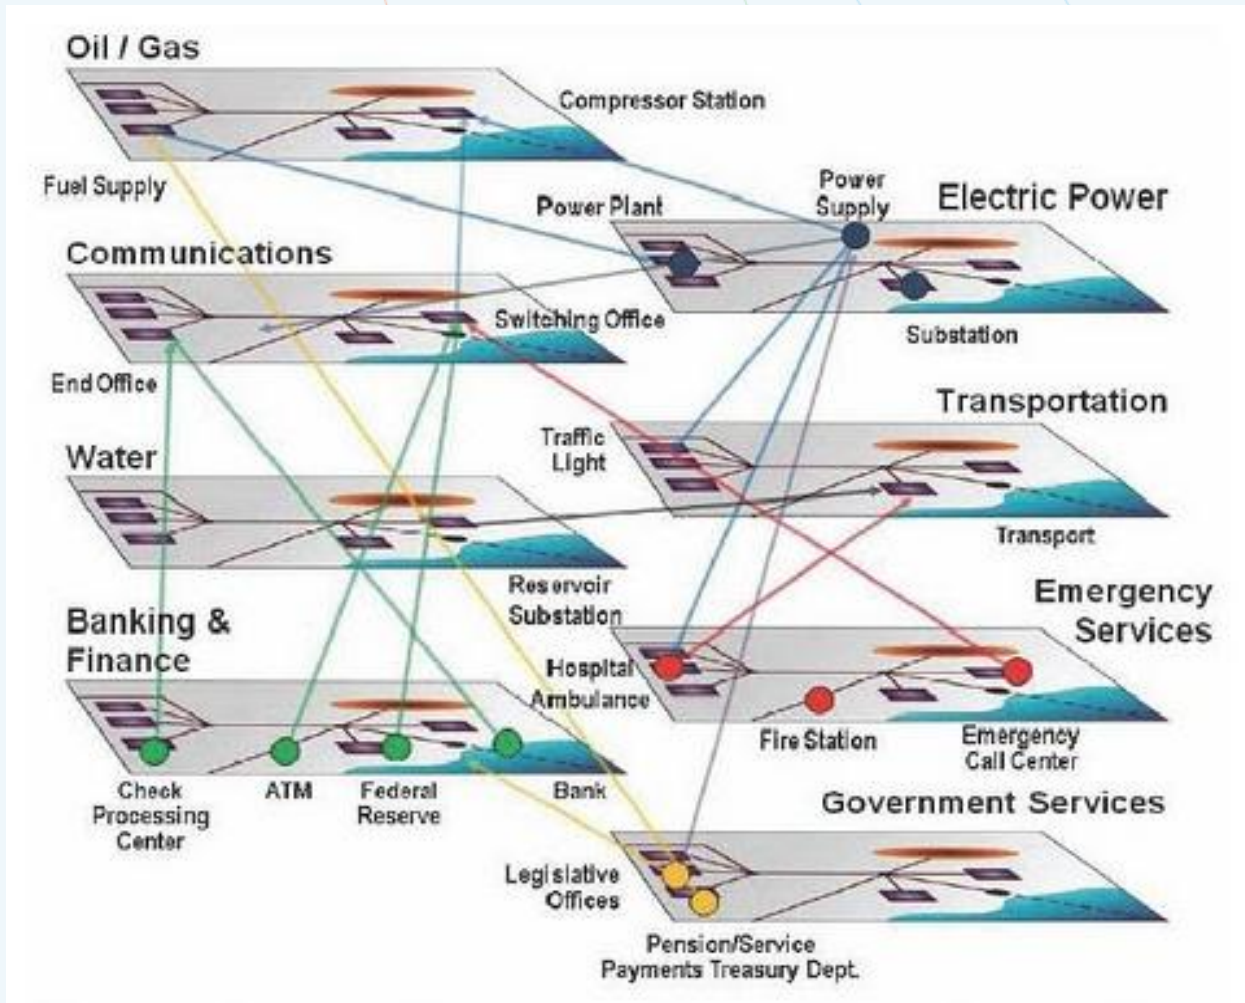 Oil / Gas
Compressor Station
Fuel Supply
Power
Supply
Electric Power
Power Plant
Communications
Switching Office
Substation
End Office
Transportation
Traffic
Light
Water
Transport
Reservoir
Substation
Emergency
Services
Banking &
Finance
Hospital
Ambulance
Fire Station
Emergency
Call Center
Check
Processing
Center
ATM
Federal
Reserve
Bank
Government Services
Legislative
Offices
Pension/Service
Payments Treasury Dept.